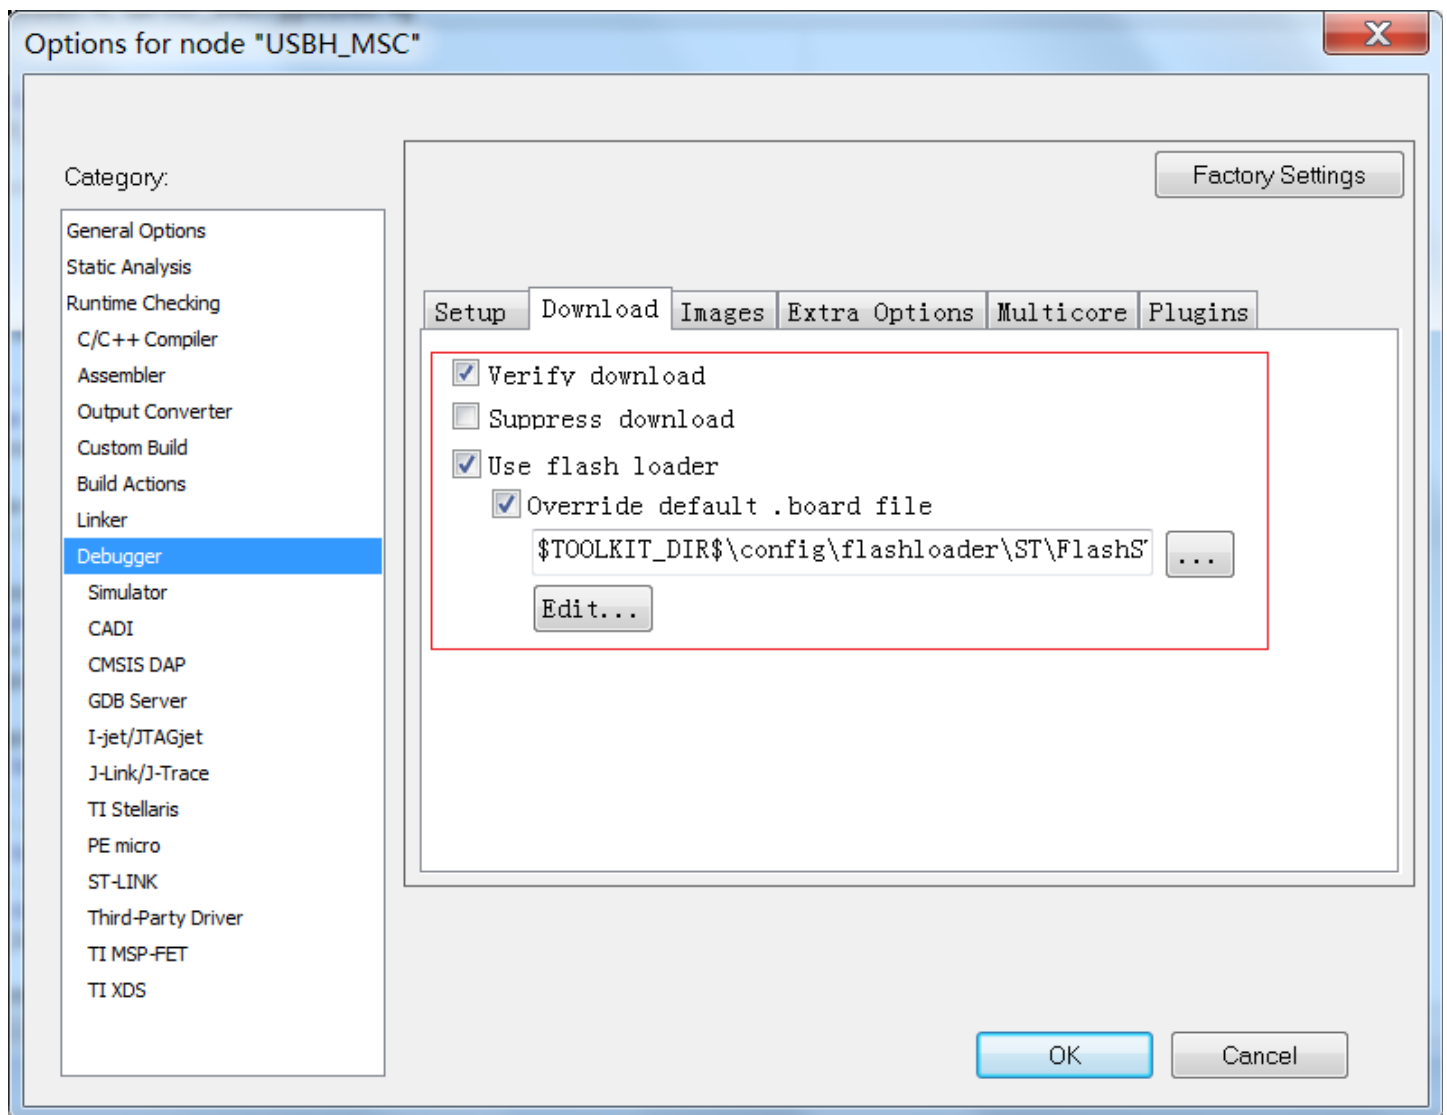 Options for node "USBH_MSC"
Category:
Factory Settings
General Options
Static Analysis
Runtime Checking
C/C++ Compiler
Assembler
Output Converter
Custom Build
Build Actions
Linker
Debugger
Simulator
CADI
CMSIS DAP
GDB Server
I-jet/JTAGjet
J-Link/J-Trace
TI Stellaris
PE micro
ST-LINK
Third-Party Driver
TI MSP-FET
TI XDS
Setup Download Images Extra Options Multicore Plugins
Verify download
Suppress download
Use flash loader
Override default .board file
$TOOLKIT_DIR$\config\flashloader\ST\FlashS ...
Edit...
OK Cancel